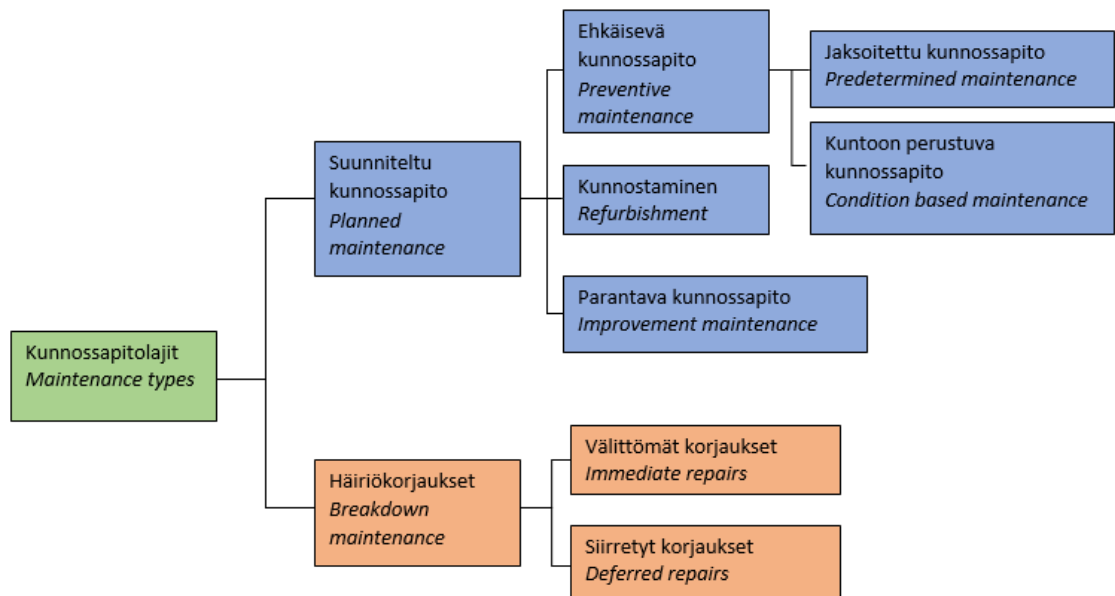 Kunnossapitolajit
Maintenance types
Suunniteltu
kunnossapito
Planned
maintenance
Ehkäisevä
kunnossapito
Preventive
maintenance
Jaksoitettu kunnossapito
Predetermined maintenance
Kuntoon perustuva
kunnossapito
Condition based maintenance
Kunnostaminen
Refurbishment
Parantava kunnossapito
Improvement maintenance
Häiriökorjaukset
Breakdown
maintenance
Välittömät korjaukset
Immediate repairs
Siirretyt korjaukset
Deferred repairs